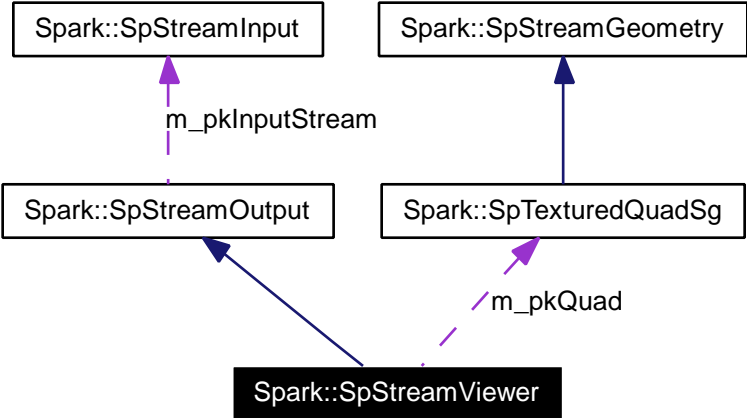 Spark::SpStreamInput
Spark::SpStreamGeometry
m_pkInputStream
Spark::SpStreamOutput
Spark::SpTexturedQuadSg
m_pkQuad
Spark::SpStreamViewer